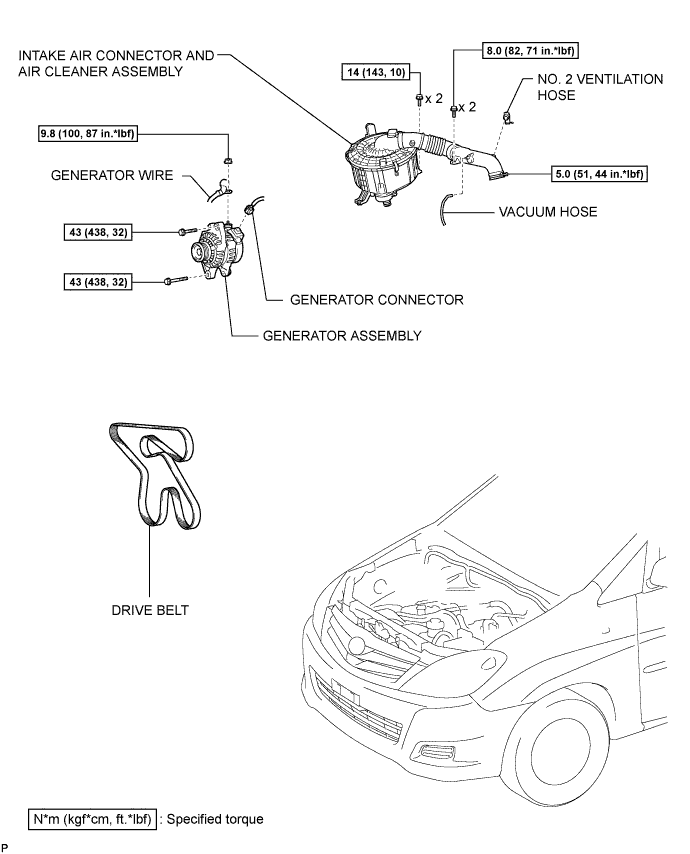 INTAKE AIR CONNECTOR AND
AIR CLEANER ASSEMBLY
14 (143, 10)
x 2
8.0 (82, 71 in.*lbf)
x 2
NO. 2 VENTILATION
HOSE
9.8 (100, 87 in.*lbf)
GENERATOR WIRE
5.0 (51, 44 in.*lbf)
VACUUM HOSE
43 (438, 32)
43 (438, 32)
GENERATOR CONNECTOR
GENERATOR ASSEMBLY
DRIVE BELT
N*m (kgf*cm, ft.*lbf) : Specified torque
P